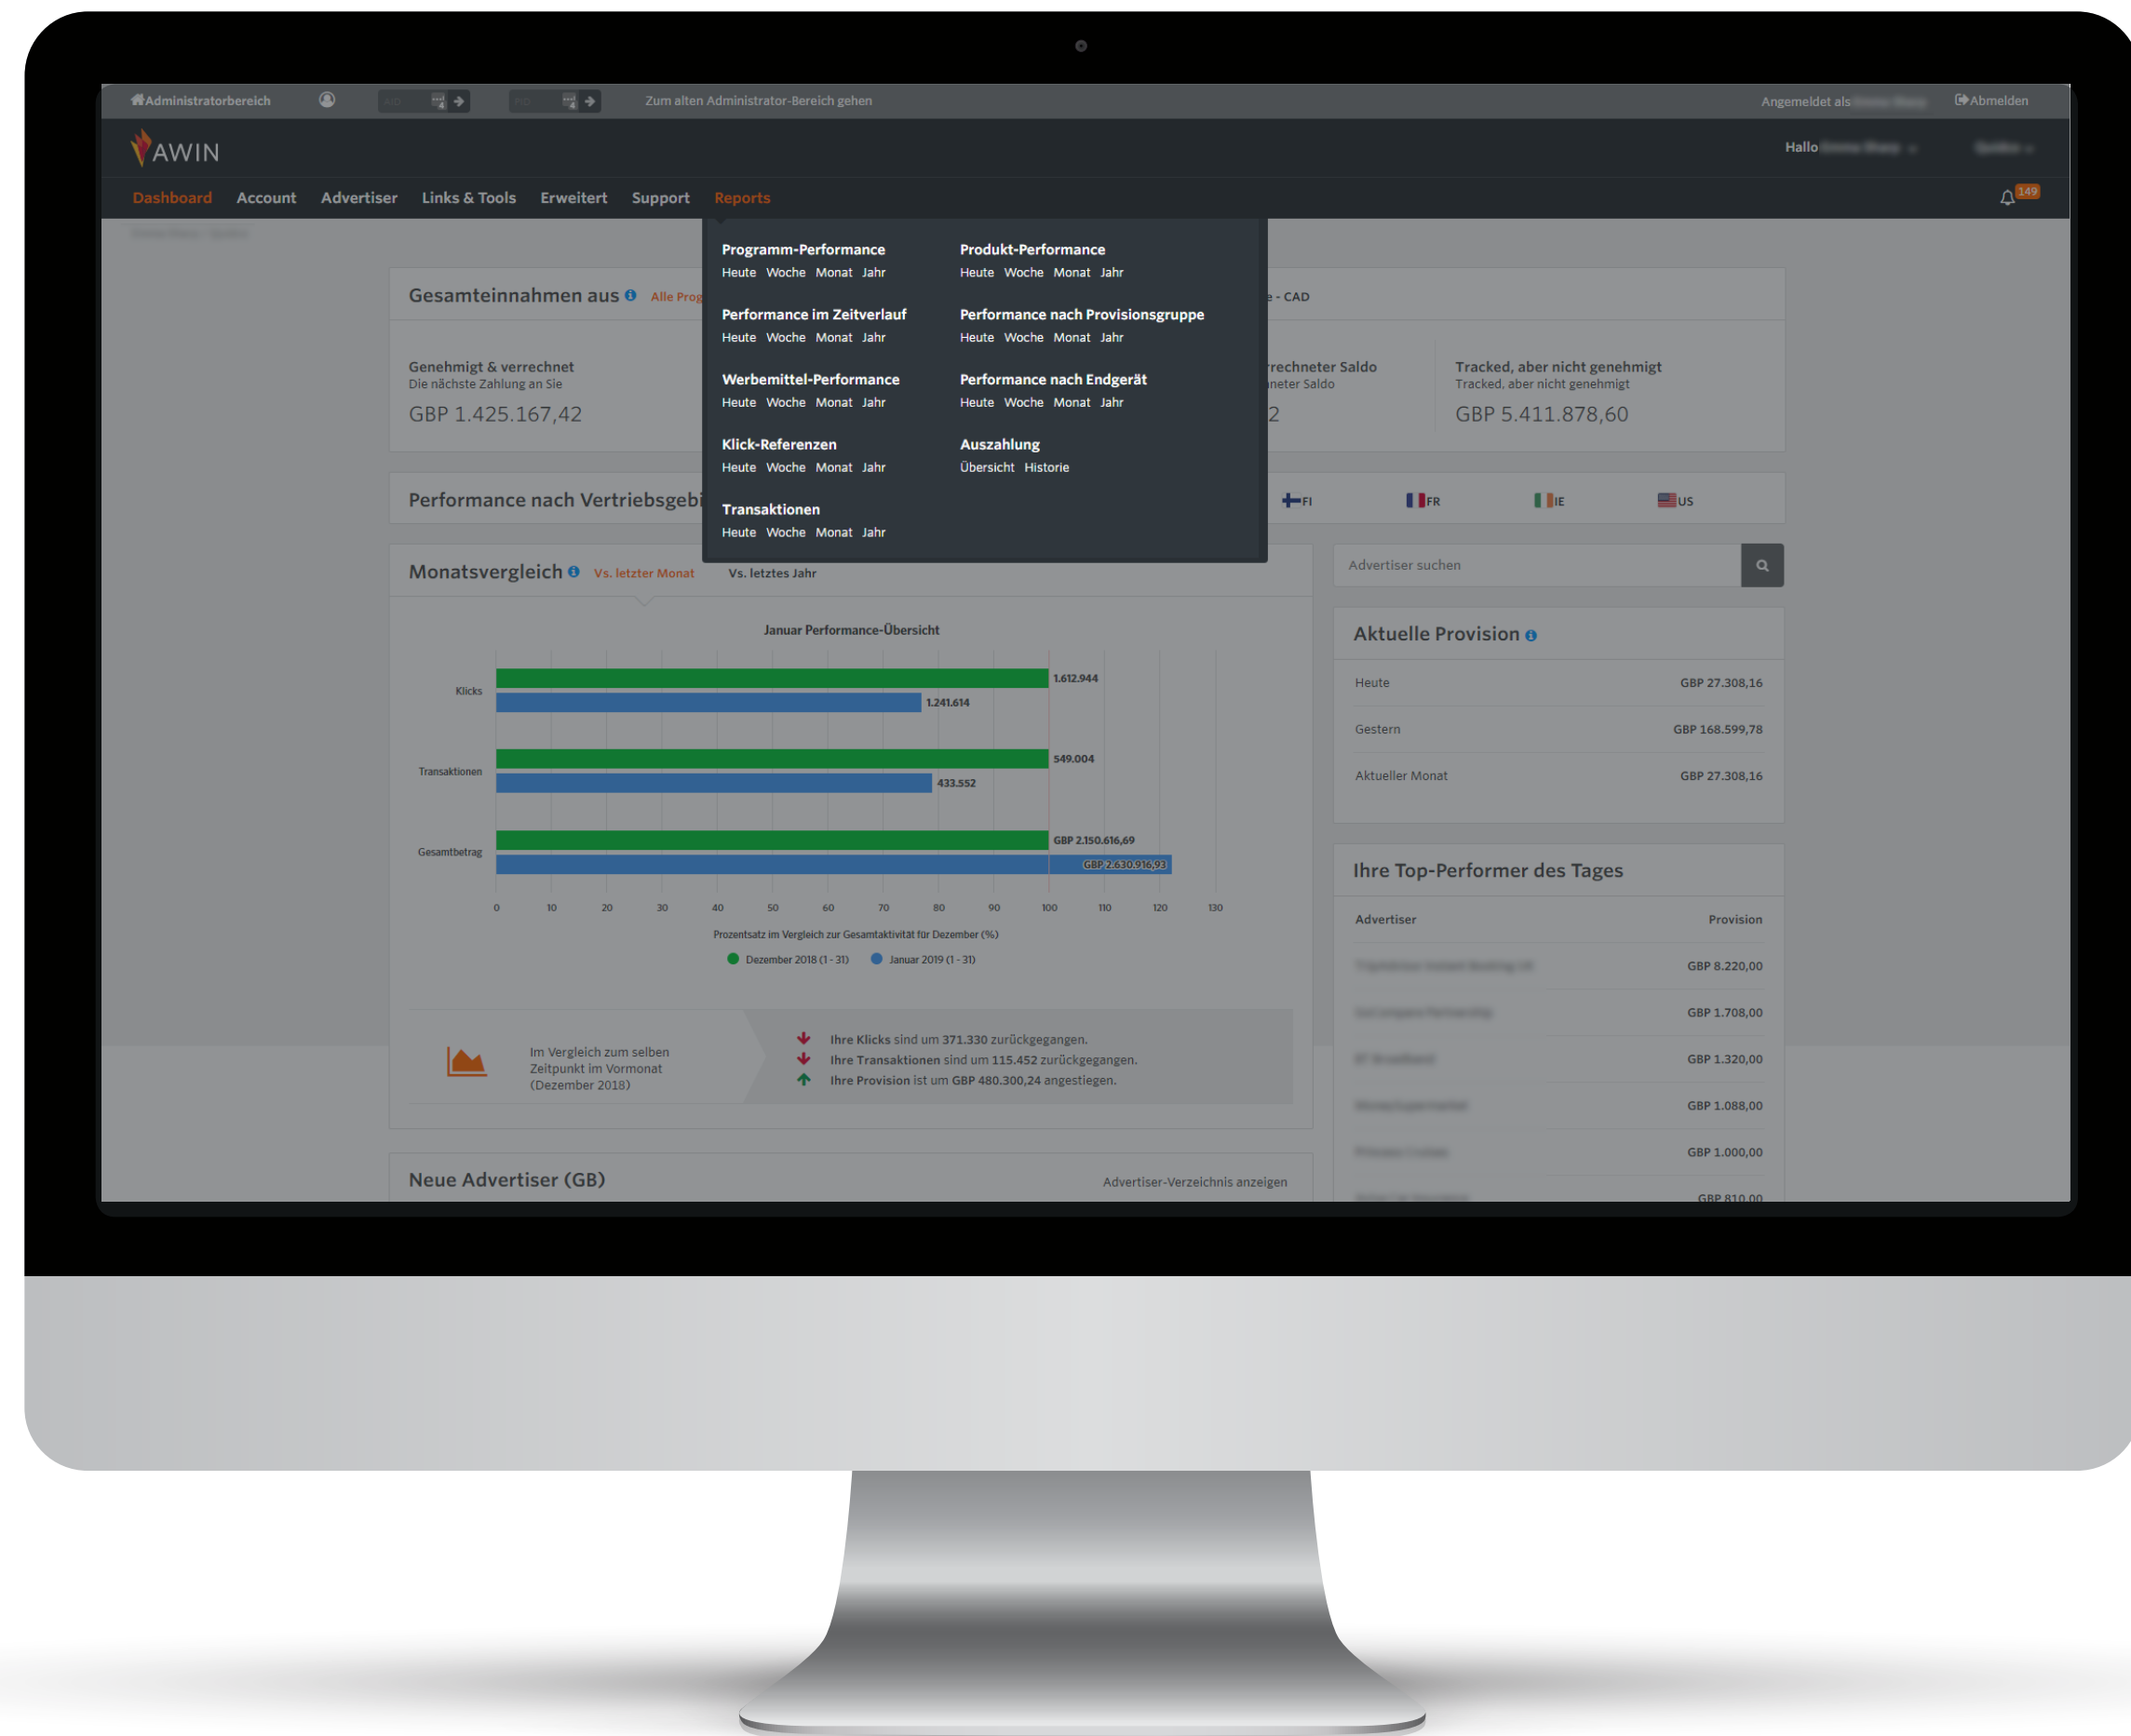 Administratorbereich
Zum alten Administrator-Bereich gehen
Angemeldet als
Abmelden
AWIN
Hallo
Dashboard Account Advertiser Links & Tools Erweitert Support Reports
149
Programm-Performance
Heute Woche Monat Jahr
Performance im Zeitverlauf
Heute Woche Monat Jahr
Werbemittel-Performance
Heute Woche Monat Jahr
Klick-Referenzen
Heute Woche Monat Jahr
Transaktionen
Heute Woche Monat Jahr
Produkt-Performance
Heute Woche Monat Jahr
Performance nach Provisionsgruppe
Heute Woche Monat Jahr
Performance nach Endgerät
Heute Woche Monat Jahr
Auszahlung
Übersicht Historie
Gesamteinnahmen aus Alle Prog
e - CAD
Genehmigt & verrechnet
Die nächste Zahlung an Sie
GBP 1.425.167,42
rechneter Saldo
neter Saldo
2
Tracked, aber nicht genehmigt
Tracked, aber nicht genehmigt
GBP 5.411.878,60
Performance nach Vertriebsgebi
FI FR IE US
Monatsvergleich Vs. letzter Monat Vs. letztes Jahr
Januar Performance-Übersicht
Klicks
1.612.944
1.241.614
Transaktionen
549.004
433.552
Gesamtbetrag
GBP 2.150.616,69
GBP 2.630.916,93
0 10 20 30 40 50 60 70 80 90 100 110 120 130
Prozentsatz im Vergleich zur Gesamtaktivität für Dezember (%)
Dezember 2018 (1 - 31) Januar 2019 (1 - 31)
Im Vergleich zum selben
Zeitpunkt im Vormonat
(Dezember 2018)
Ihre Klicks sind um 371.330 zurückgegangen.
Ihre Transaktionen sind um 115.452 zurückgegangen.
Ihre Provision ist um GBP 480.300,24 angestiegen.
Neue Advertiser (GB)
Advertiser-Verzeichnis anzeigen
Advertiser suchen
Aktuelle Provision
Heute GBP 27.308,16
Gestern GBP 168.599,78
Aktueller Monat GBP 27.308,16
Ihre Top-Performer des Tages
Advertiser Provision
GBP 8.220,00
GBP 1.708,00
GBP 1.320,00
GBP 1.088,00
GBP 1.000,00
GBP 810,00